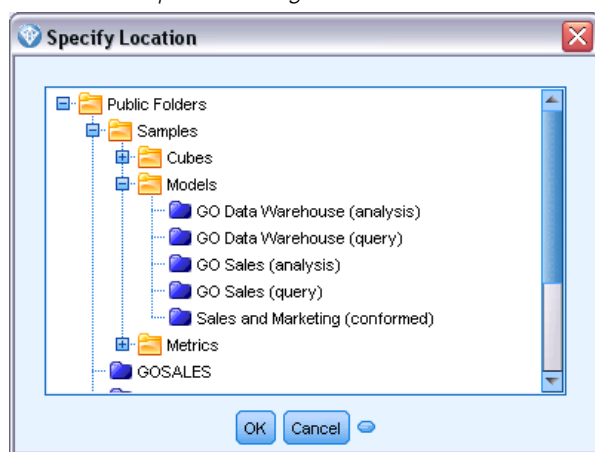 Specify Location
Public Folders
Samples
Cubes
Models
GO Data Warehouse (analysis)
GO Data Warehouse (query)
GO Sales (analysis)
GO Sales (query)
Sales and Marketing (conformed)
Metrics
GOSALES
OK Cancel